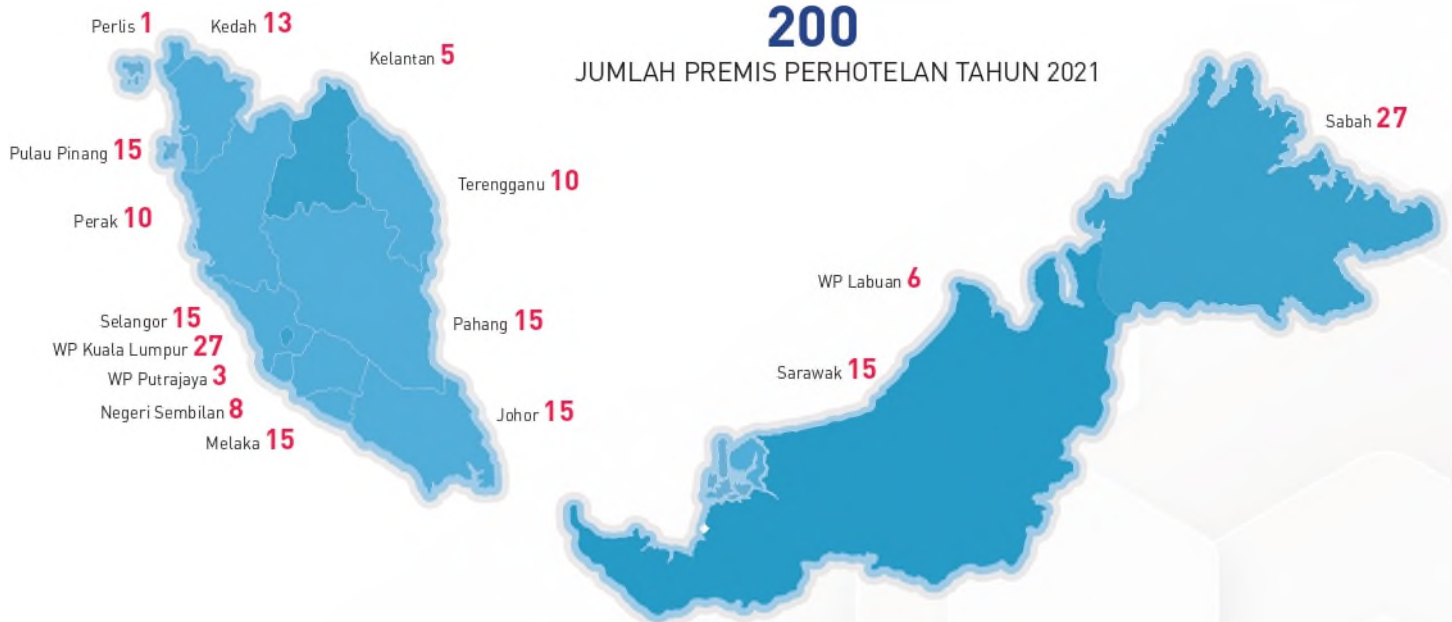 200
JUMLAH PREMIS PERHOTELAN TAHUN 2021
Perlis 1
Kedah 13
Kelantan 5
Pulau Pinang 15
Terengganu 10
Perak 10
Selangor 15
Pahang 15
WP Kuala Lumpur 27
WP Putrajaya 3
Negeri Sembilan 8
Johor 15
Melaka 15
Sabah 27
WP Labuan 6
Sarawak 15